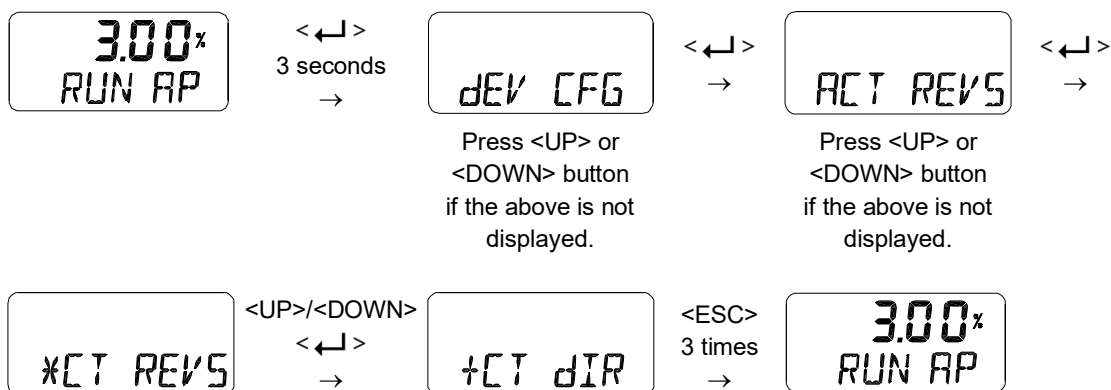 3.00%
RUN AP
< ↵ >
3 seconds
→
dEV CFG
Press <UP> or
<DOWN> button
if the above is not
displayed.
< ↵ >
→
ACT REVS
Press <UP> or
<DOWN> button
if the above is not
displayed.
< ↵ >
→
*CT REVS
<UP>/<DOWN>
< ↵ >
→
+CT dIR
<ESC>
3 times
→
3.00%
RUN AP